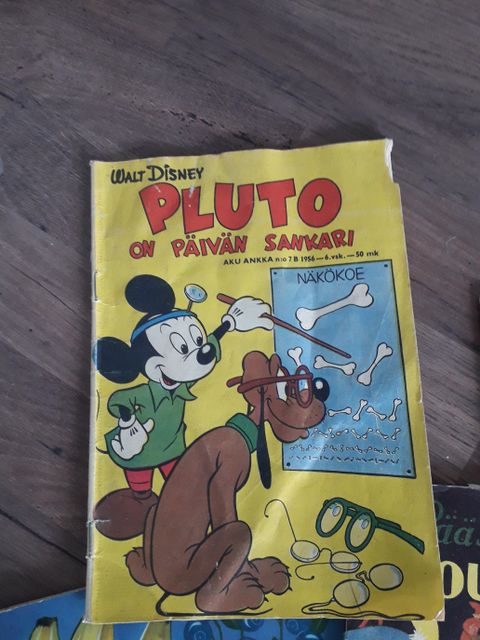 WALT DISNEY
PLUTO
ON PÄIVÄN SANKARI
AKU ANKKA n:o 7 B 1956 — 6. vsk. — 50 mk
NÄKÖKOE